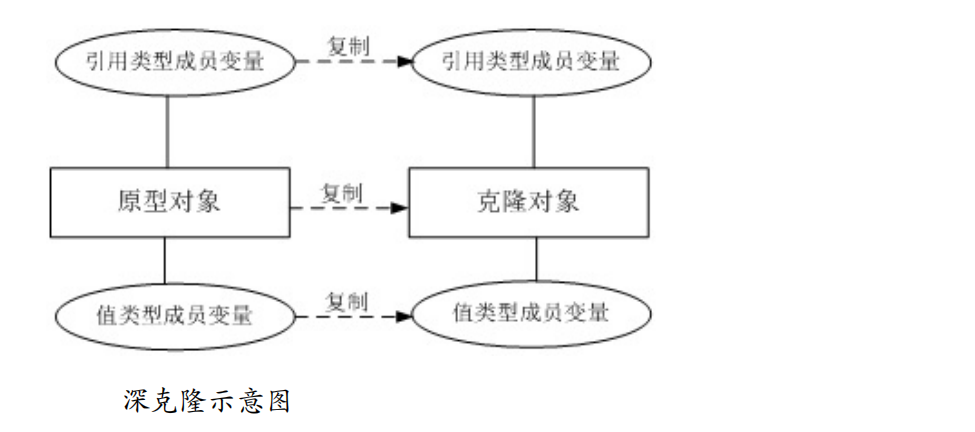 引用类型成员变量
复制
引用类型成员变量
原型对象
复制
克隆对象
值类型成员变量
复制
值类型成员变量
深克隆示意图